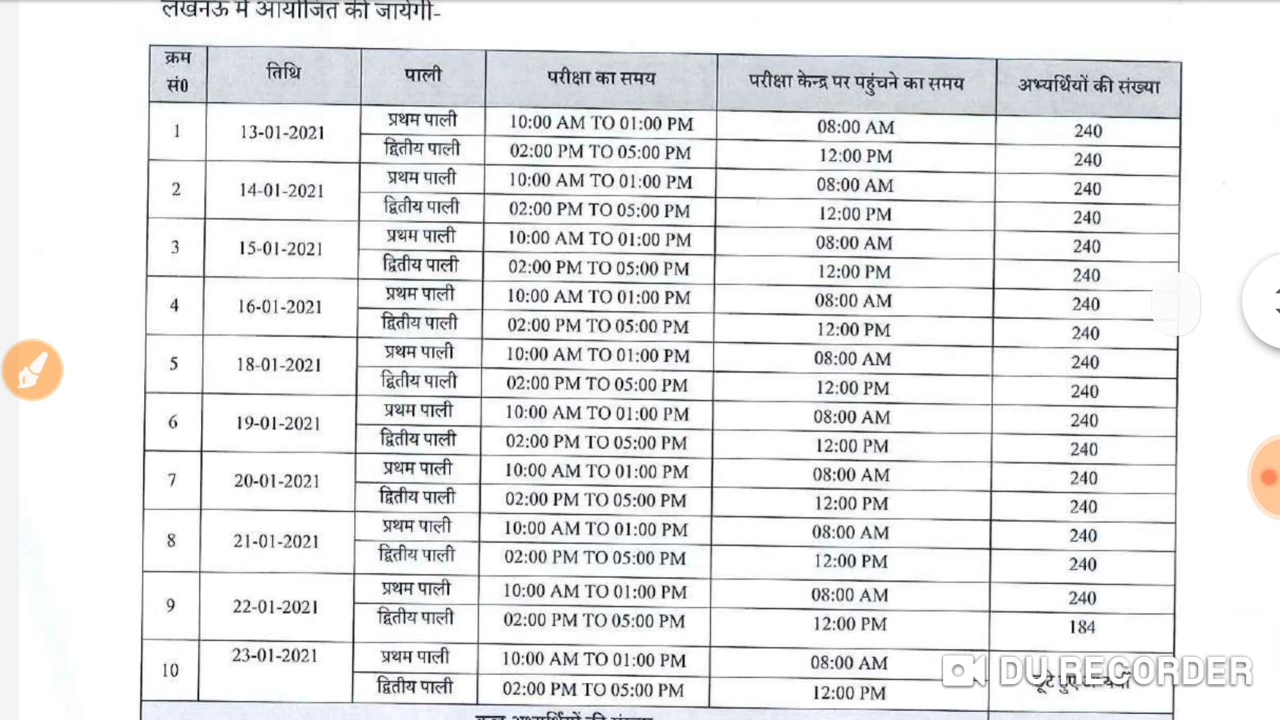 लखनऊ में आयोजित की जायेगी-
क्रम सं0 तिथि पाली परीक्षा का समय परीक्षा केन्द्र पर पहुंचने का समय अभ्यर्थियों की संख्या
1 13-01-2021 प्रथम पाली 10:00 AM TO 01:00 PM 08:00 AM 240
द्वितीय पाली 02:00 PM TO 05:00 PM 12:00 PM 240
2 14-01-2021 प्रथम पाली 10:00 AM TO 01:00 PM 08:00 AM 240
द्वितीय पाली 02:00 PM TO 05:00 PM 12:00 PM 240
3 15-01-2021 प्रथम पाली 10:00 AM TO 01:00 PM 08:00 AM 240
द्वितीय पाली 02:00 PM TO 05:00 PM 12:00 PM 240
4 16-01-2021 प्रथम पाली 10:00 AM TO 01:00 PM 08:00 AM 240
द्वितीय पाली 02:00 PM TO 05:00 PM 12:00 PM 240
5 18-01-2021 प्रथम पाली 10:00 AM TO 01:00 PM 08:00 AM 240
द्वितीय पाली 02:00 PM TO 05:00 PM 12:00 PM 240
6 19-01-2021 प्रथम पाली 10:00 AM TO 01:00 PM 08:00 AM 240
द्वितीय पाली 02:00 PM TO 05:00 PM 12:00 PM 240
7 20-01-2021 प्रथम पाली 10:00 AM TO 01:00 PM 08:00 AM 240
द्वितीय पाली 02:00 PM TO 05:00 PM 12:00 PM 240
8 21-01-2021 प्रथम पाली 10:00 AM TO 01:00 PM 08:00 AM 240
द्वितीय पाली 02:00 PM TO 05:00 PM 12:00 PM 240
9 22-01-2021 प्रथम पाली 10:00 AM TO 01:00 PM 08:00 AM 240
द्वितीय पाली 02:00 PM TO 05:00 PM 12:00 PM 184
10 23-01-2021 प्रथम पाली 10:00 AM TO 01:00 PM 08:00 AM
द्वितीय पाली 02:00 PM TO 05:00 PM 12:00 PM
DU RECORDER